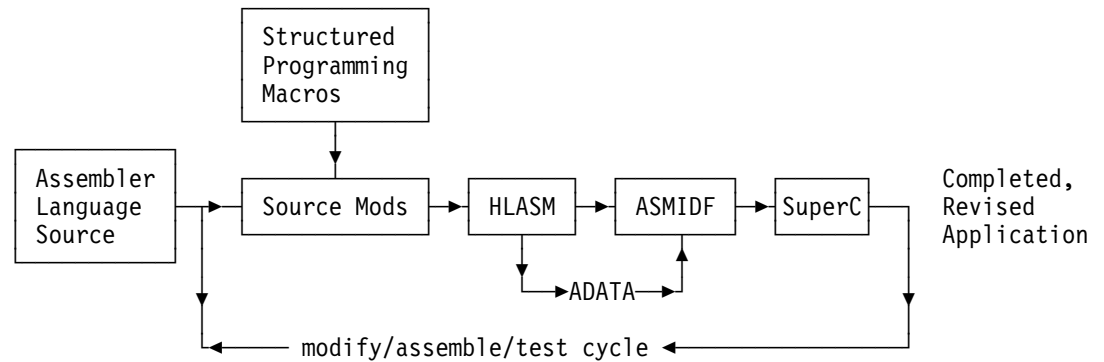 Structured
Programming
Macros
Assembler
Language
Source
Source Mods
HLASM
ASMIDF
SuperC
Completed,
Revised
Application
ADATA
modify/assemble/test cycle